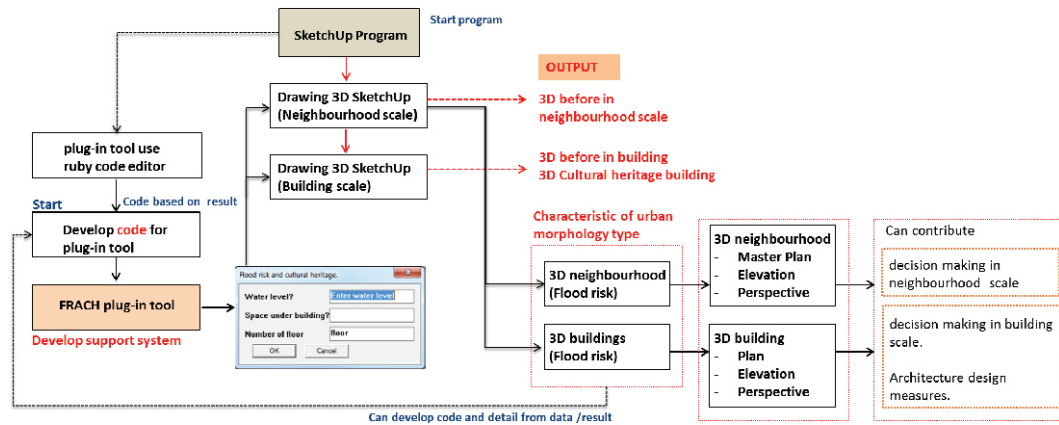 Start program
SketchUp Program
OUTPUT
Drawing 3D SketchUp
(Neighbourhood scale)
3D before in
neighbourhood scale
plug-in tool use
ruby code editor
Drawing 3D SketchUp
(Building scale)
3D before in building
3D Cultural heritage building
Code based on result
Start
Develop code for
plug-in tool
FRACH plug-in tool
Develop support system
Flood risk and cultural heritage.
Water level?
Enter water level
Space under building?
Number of floor
floor
OK
Cancel
Characteristic of urban
morphology type
3D neighbourhood
(Flood risk)
3D buildings
(Flood risk)
3D neighbourhood
- Master Plan
- Elevation
- Perspective
3D building
- Plan
- Elevation
- Perspective
Can contribute
decision making in
neighbourhood scale
decision making in building
scale.
Architecture design
measures.
Can develop code and detail from data /result